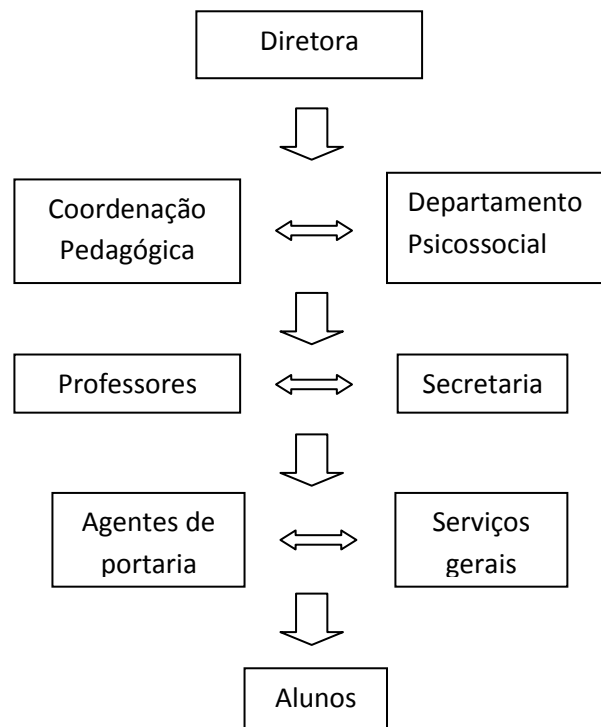 Diretora
Coordenação
Pedagógica
Departamento
Psicossocial
Professores
Secretaria
Agentes de
portaria
Serviços
gerais
Alunos